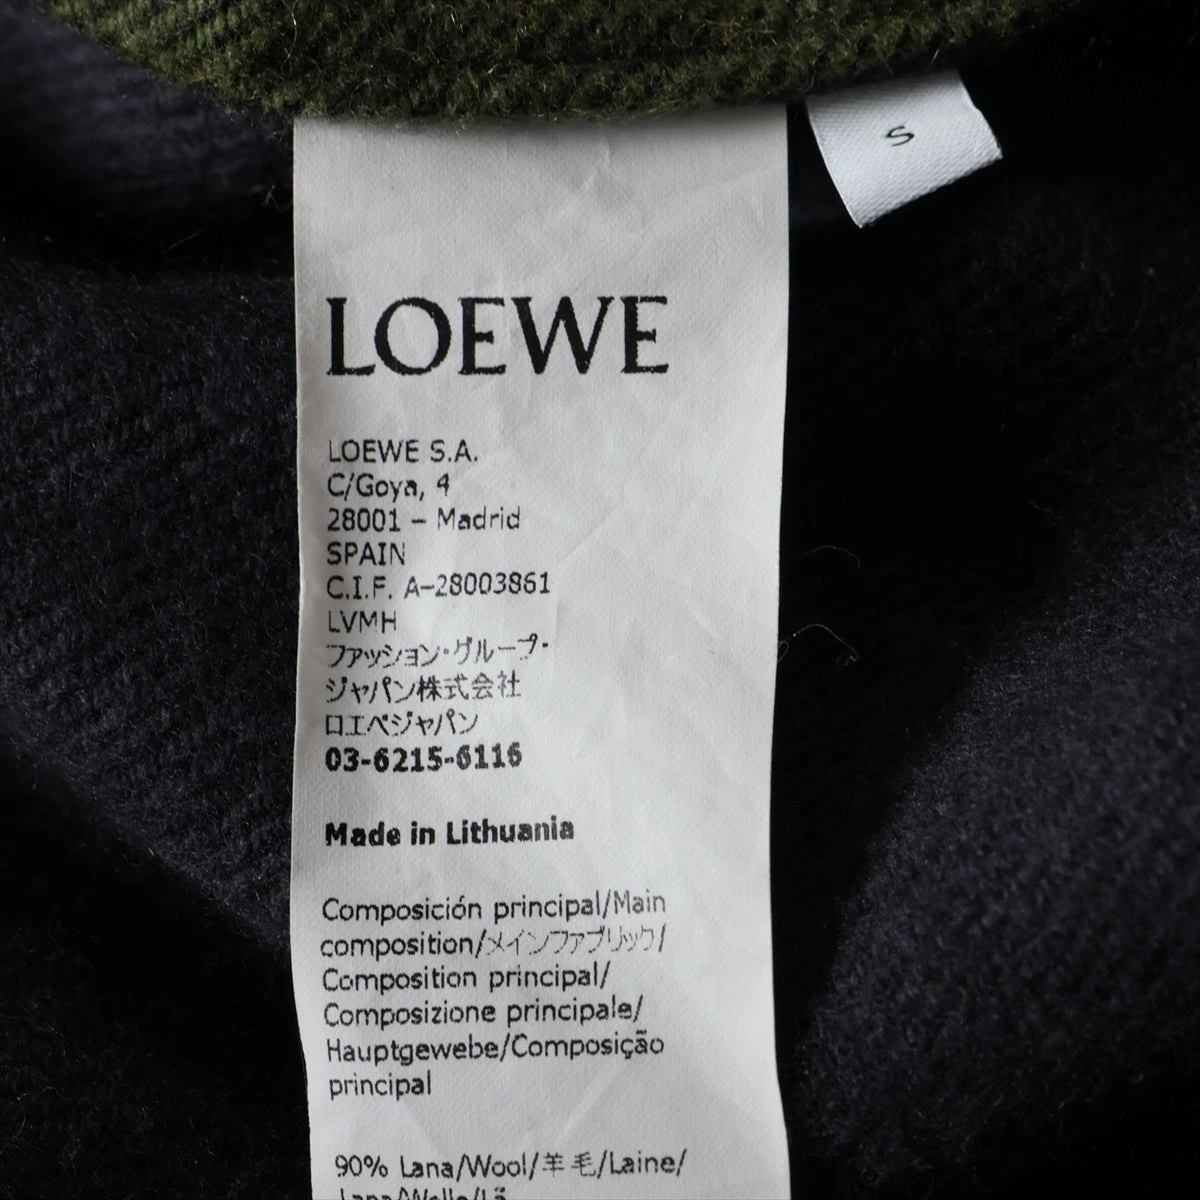 S
LOEWE
LOEWE S.A.
C/Goya, 4
28001 – Madrid
SPAIN
C.I.F. A-28003861
LVMH
ファッション・グループ・
ジャパン株式会社
ロエベジャパン
03-6215-6116
Made in Lithuania
Composición principal/Main
composition/メインファブリック/
Composition principal/
Composizione principale/
Hauptgewebe/Composição
principal
90% Lana/Wool/羊毛/Laine/
Lana/Wolle/Lã